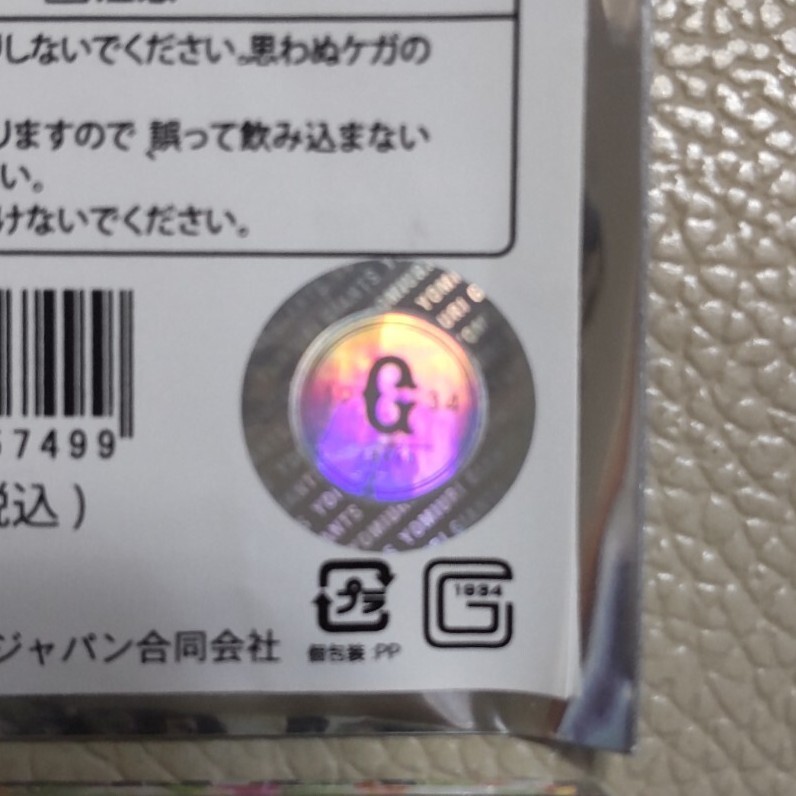 しないでください。思わぬケガの
りますので、誤って飲み込まない
い。
けないでください。
YOMIURI G
G
34
57499
税込)
YOMIURI
プラ
1934
G
ジャパン合同会社
個包装:PP